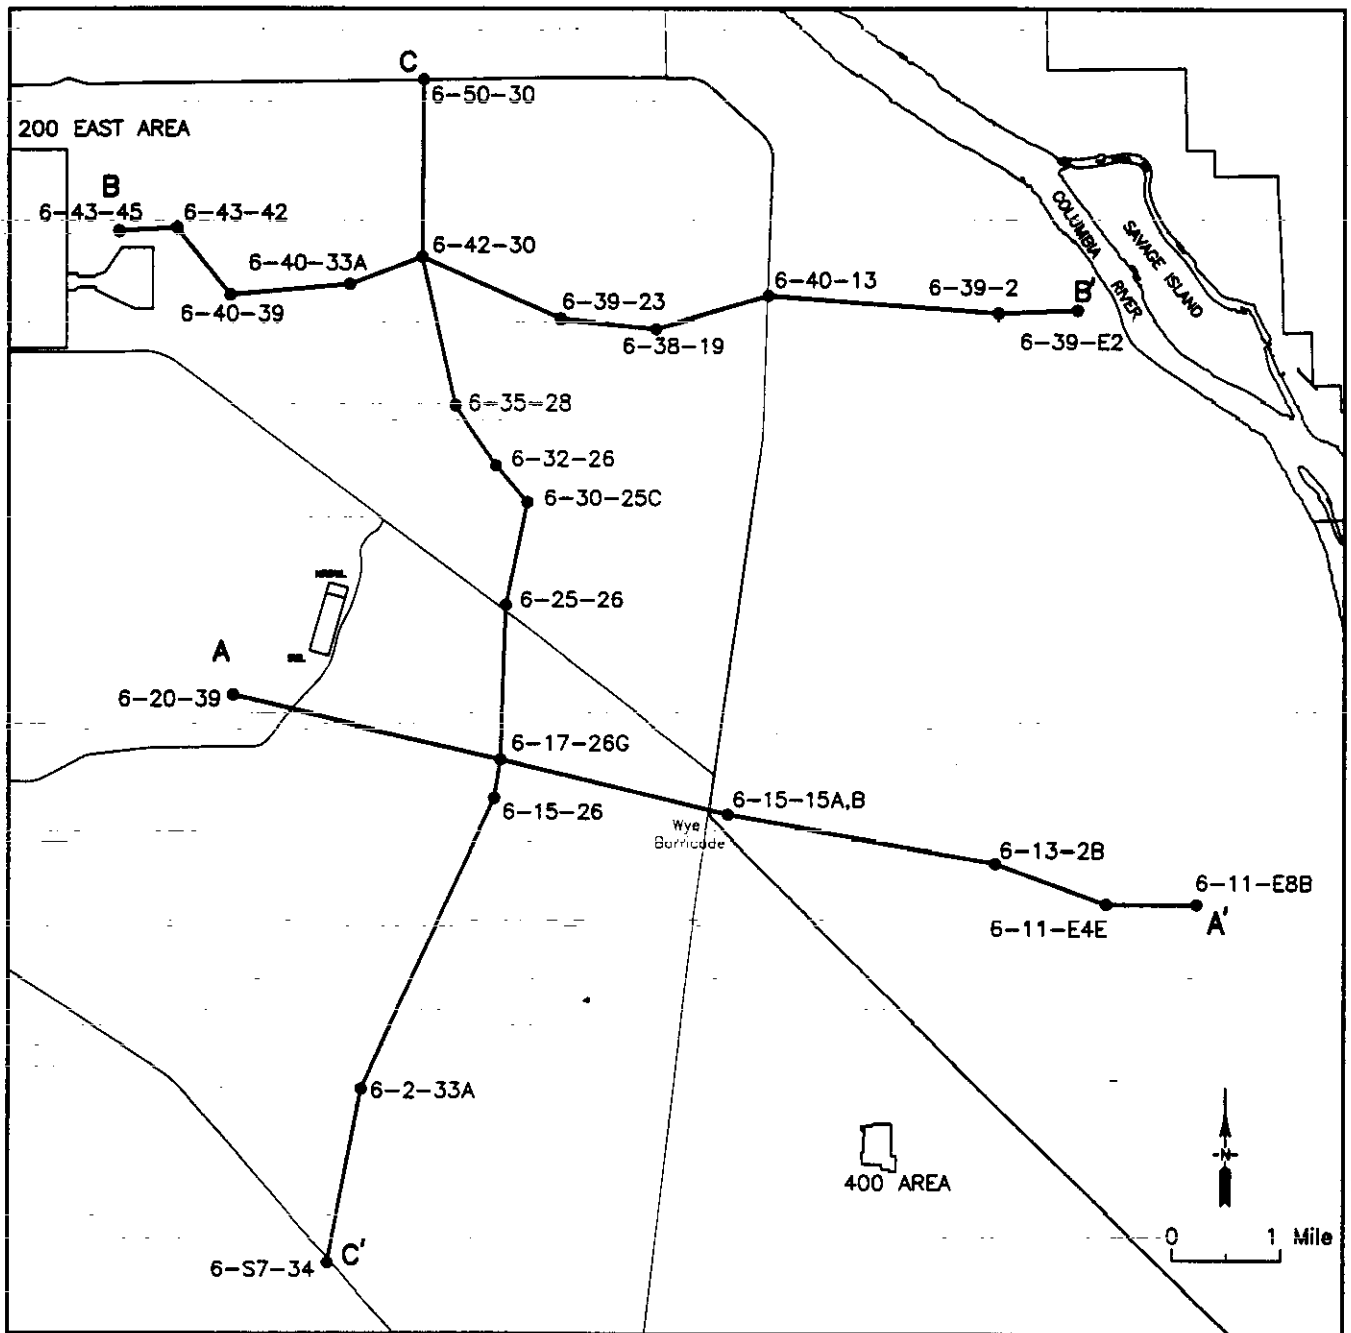 C
6-50-30
200 EAST AREA
B
6-43-45
6-43-42
6-42-30
6-40-33A
6-40-39
6-39-23
6-38-19
6-40-13
6-39-2
B'
6-39-E2
COLUMBIA RIVER
SAVAGE ISLAND
6-35-28
6-32-26
6-30-25C
6-25-26
A
6-20-39
6-17-26G
6-15-26
6-15-15A,B
Wye
Barricade
6-13-2B
6-11-E8B
6-11-E4E
A'
6-2-33A
400 AREA
N
0 1 Mile
6-S7-34
C'